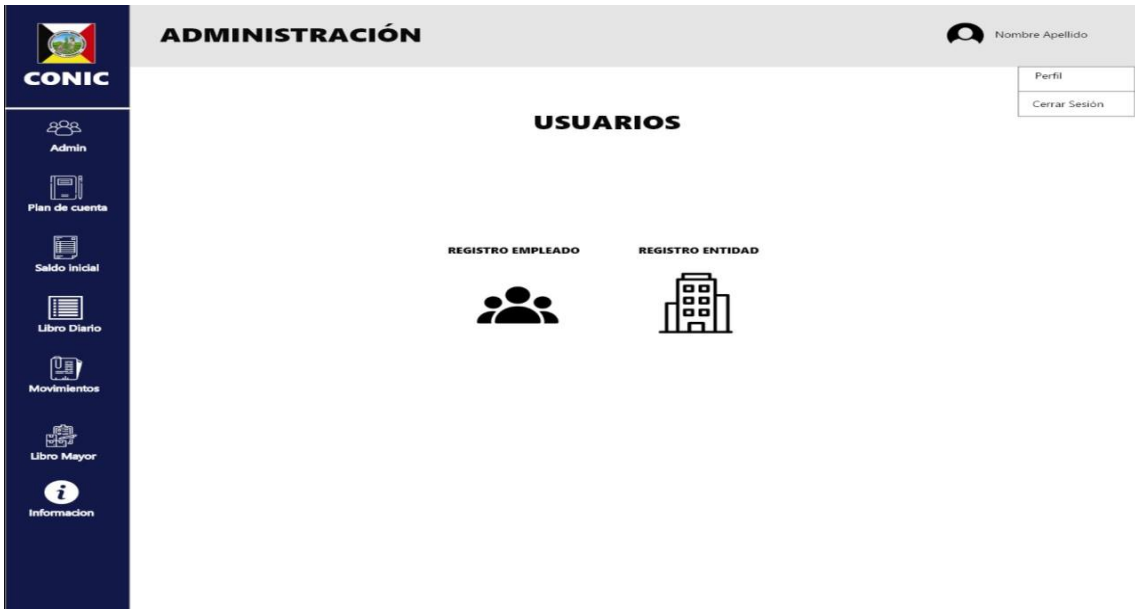 CONIC
Admin
Plan de cuenta
Saldo inicial
Libro Diario
Movimientos
Libro Mayor
Informacion
ADMINISTRACIÓN
Nombre Apellido
Perfil
Cerrar Sesión
USUARIOS
REGISTRO EMPLEADO
REGISTRO ENTIDAD